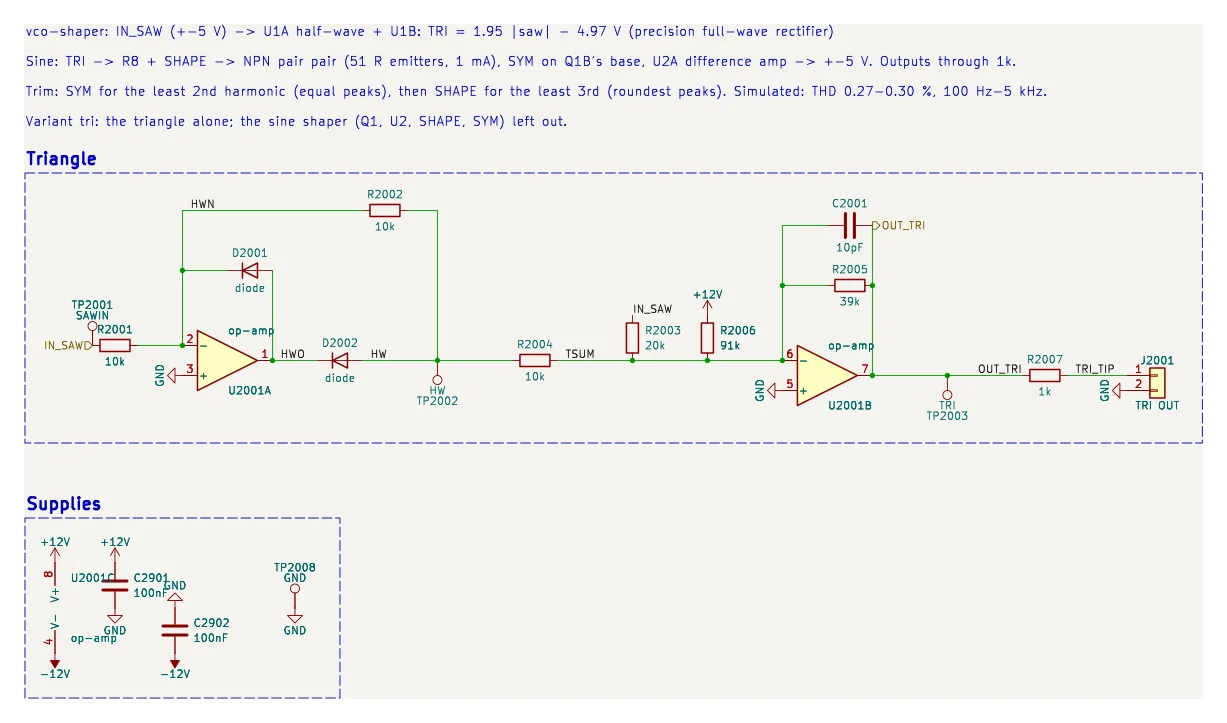 vco-shaper: IN_SAW (+-5 V) -> U1A half-wave + U1B: TRI = 1.95 |saw| - 4.97 V (precision full-wave rectifier)
Sine: TRI -> R8 + SHAPE -> NPN pair pair (51 R emitters, 1 mA), SYM on Q1B's base, U2A difference amp -> +-5 V. Outputs through 1k.
Trim: SYM for the least 2nd harmonic (equal peaks), then SHAPE for the least 3rd (roundest peaks). Simulated: THD 0.27-0.30 %, 100 Hz-5 kHz.
Variant tri: the triangle alone; the sine shaper (Q1, U2, SHAPE, SYM) left out.
Triangle
HWN
R2002
10k
D2001
diode
TP2001
SAWIN
IN_SAW
R2001
10k
2
-
3
+
GND
op-amp
1
U2001A
HWO
D2002
diode
HW
HW
TP2002
R2004
10k
TSUM
IN_SAW
R2003
20k
+12V
R2006
91k
C2001
10pF
OUT_TRI
R2005
39k
op-amp
6
-
5
+
7
GND
U2001B
TRI
TP2003
OUT_TRI
R2007
1k
TRI_TIP
J2001
1
2
GND
TRI OUT
Supplies
+12V
8
V+
U2001C
V-
4
op-amp
-12V
+12V
C2901
100nF
GND
GND
C2902
100nF
-12V
TP2008
GND
GND